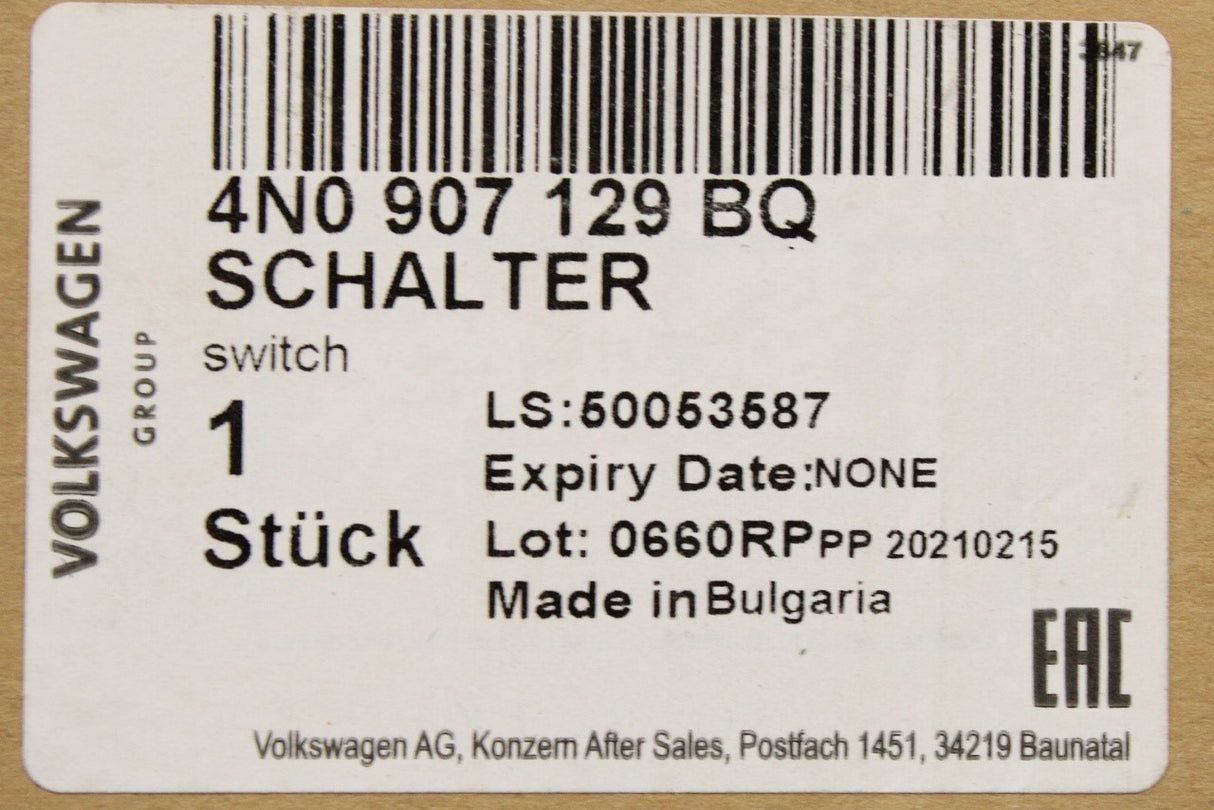 4N0 907 129 BQ
SCHALTER
switch
1
Stück
LS:50053587
Expiry Date:NONE
Lot: 0660RPPP 20210215
Made in Bulgaria
EAC
Volkswagen AG, Konzern After Sales, Postfach 1451, 34219 Baunatal
VOLKSWAGEN
GROUP